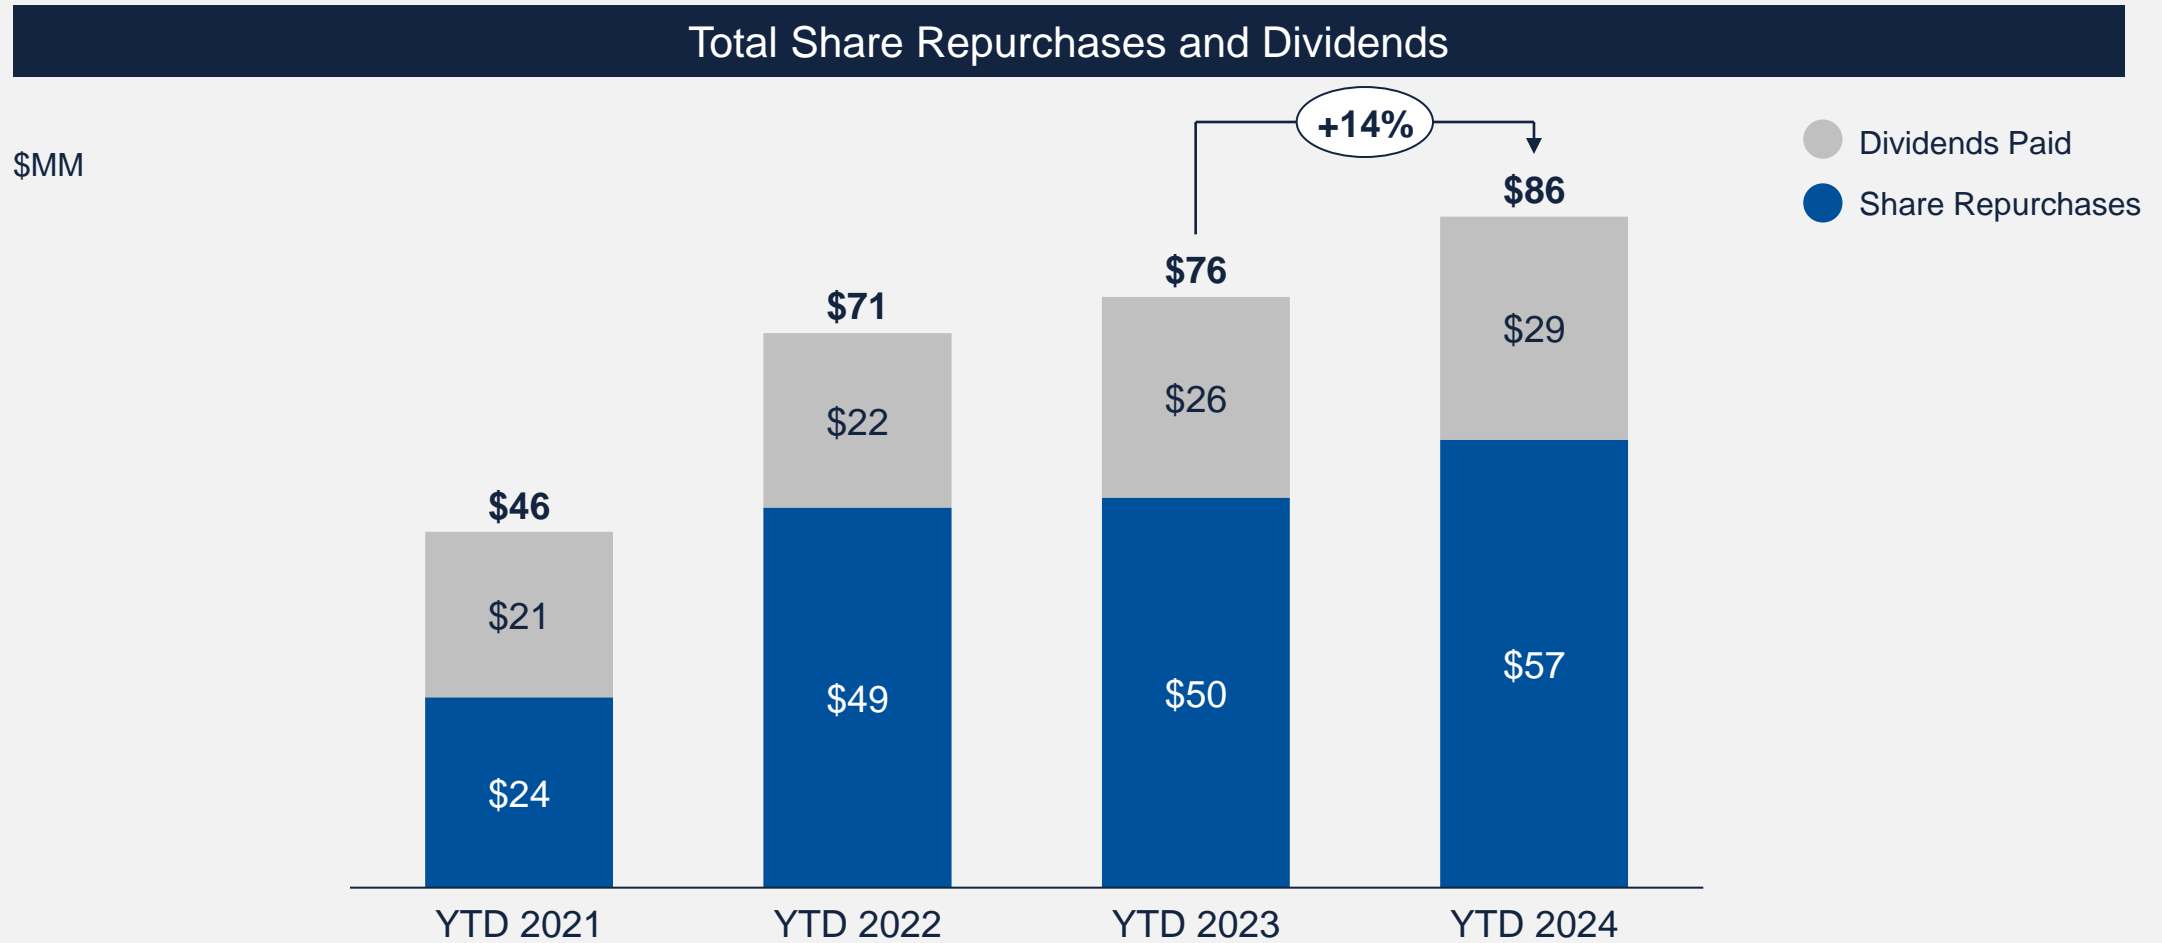 Total Share Repurchases and Dividends
$MM
+14%
Dividends Paid
Share Repurchases
$46
$21
$24
$71
$22
$49
$76
$26
$50
$86
$29
$57
YTD 2021
YTD 2022
YTD 2023
YTD 2024